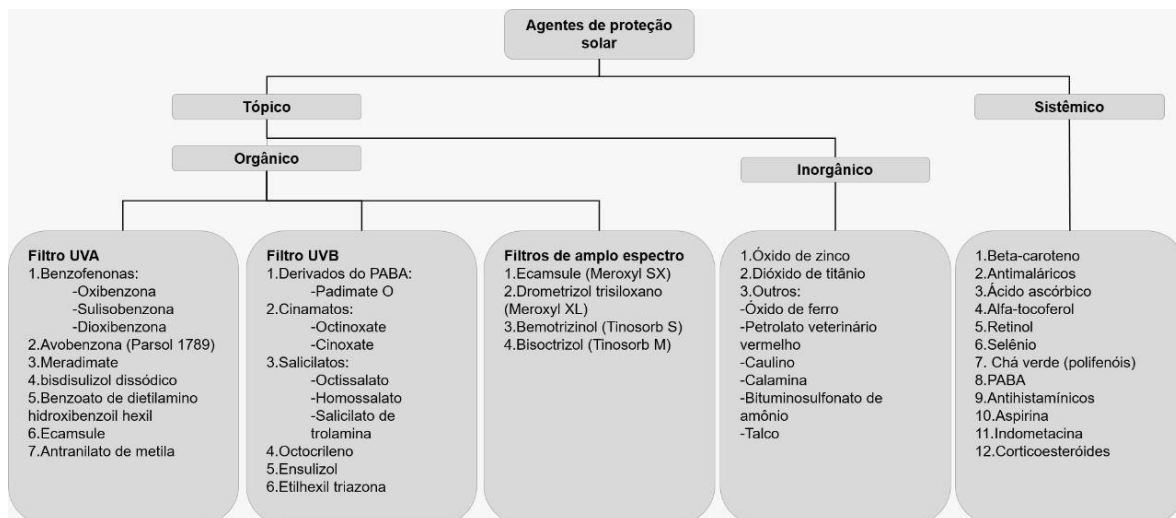 Agentes de proteção
solar
Tópico
Sistêmico
Orgânico
Inorgânico
Filtro UVA
1.Benzofenonas:
-Oxibenzona
-Sulisobenzona
-Dioxibenzona
2.Avobenzona (Parsol 1789)
3.Meradimate
4.bisdisulizol dissódico
5.Benzoato de dietilamino
hidroxibenzoil hexil
6.Ecamsule
7.Antranilato de metila
Filtro UVB
1.Derivados do PABA:
-Padimate O
2.Cinamatos:
-Octinoxate
-Cinoxate
3.Salicilatos:
-Octissalato
-Homossalato
-Salicilato de
trolamina
4.Octocrileno
5.Ensulizol
6.Etilhexil triazona
Filtros de amplo espectro
1.Ecamsule (Meroxyl SX)
2.Drometrizol trisiloxano
(Meroxyl XL)
3.Bemotrizinol (Tinosorb S)
4.Bisoctrizol (Tinosorb M)
1.Óxido de zinco
2.Dióxido de titânio
3.Outros:
-Óxido de ferro
-Petrolato veterinário
vermelho
-Caulino
-Calamina
-Bituminosulfonato de
amônio
-Talco
1.Beta-caroteno
2.Antimaláricos
3.Ácido ascórbico
4.Alfa-tocoferol
5.Retinol
6.Selênio
7. Chá verde (polifenóis)
8.PABA
9.Antihistamínicos
10.Aspirina
11.Indometacina
12.Corticoesteróides